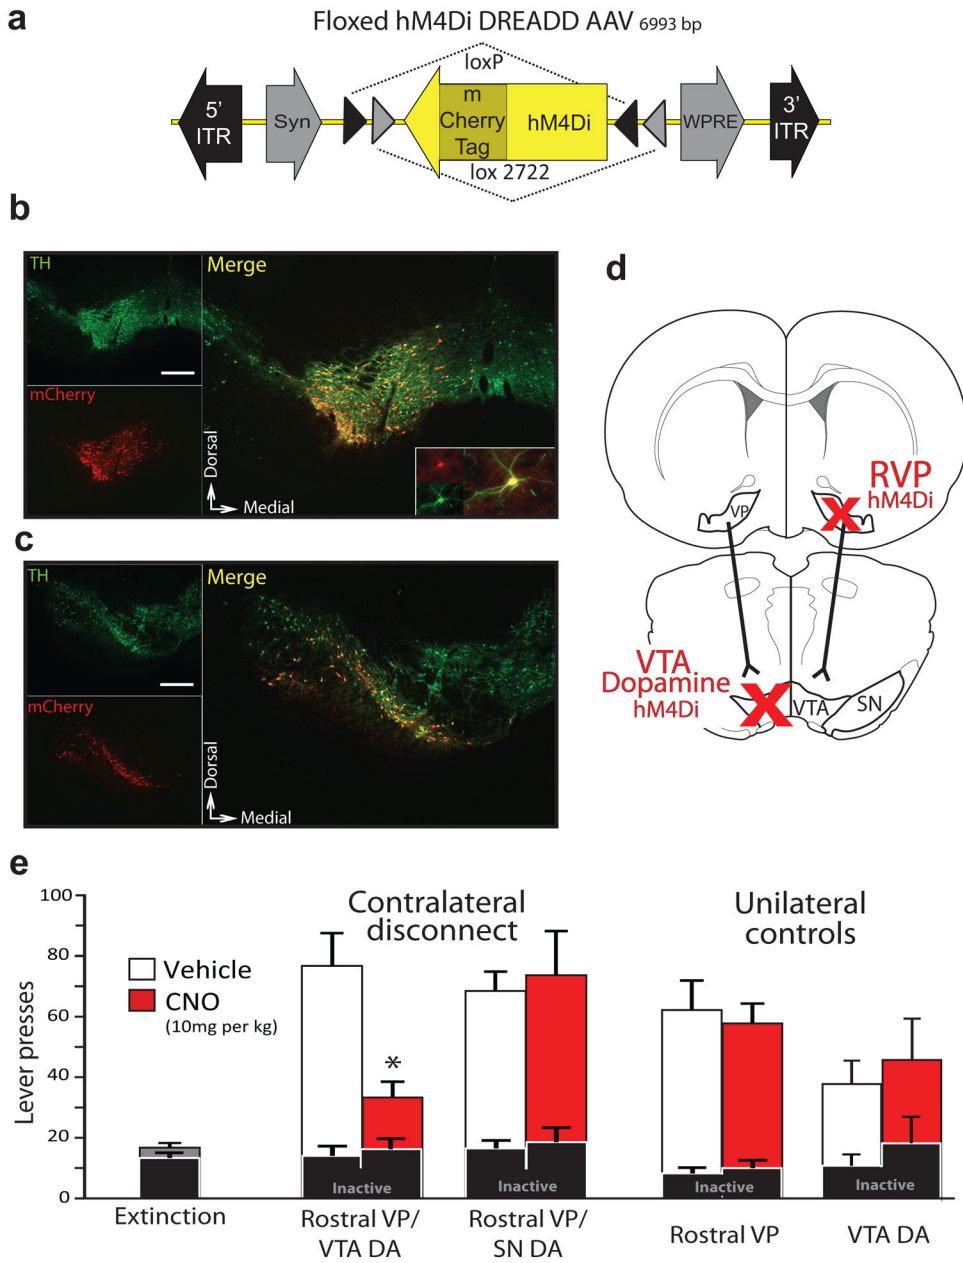 a
Floxed hM4Di DREADD AAV 6993 bp
loxP
5'
ITR
Syn
m
Cherry
Tag
hM4Di
WPRE
3'
ITR
lox 2722
b
TH
Merge
mCherry
Dorsal
Medial
c
TH
Merge
mCherry
Dorsal
Medial
d
RVP
hM4Di
X
VP
VTA
Dopamine
hM4Di
X
VTA
SN
e
Contralateral
disconnect
Unilateral
controls
Vehicle
CNO
(10mg per kg)
*
Lever presses
100
80
60
40
20
0
Inactive
Inactive
Inactive
Inactive
Extinction
Rostral VP/
VTA DA
Rostral VP/
SN DA
Rostral VP
VTA DA